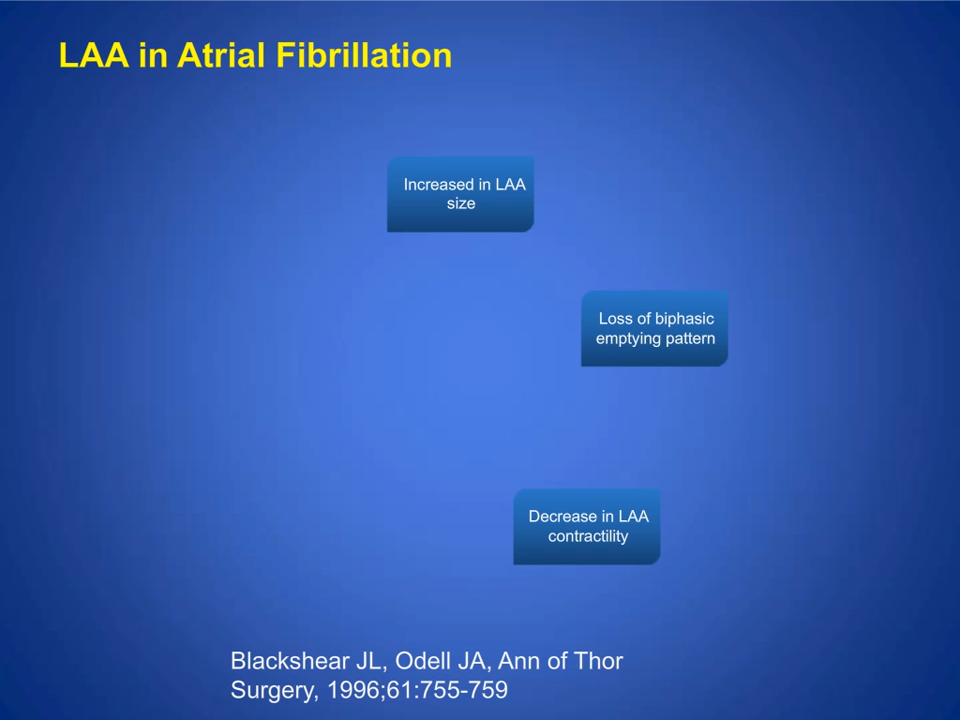 LAA in Atrial Fibrillation
Increased in LAA
size
Loss of biphasic
emptying pattern
Decrease in LAA
contractility
Blackshear JL, Odell JA, Ann of Thor
Surgery, 1996;61:755-759